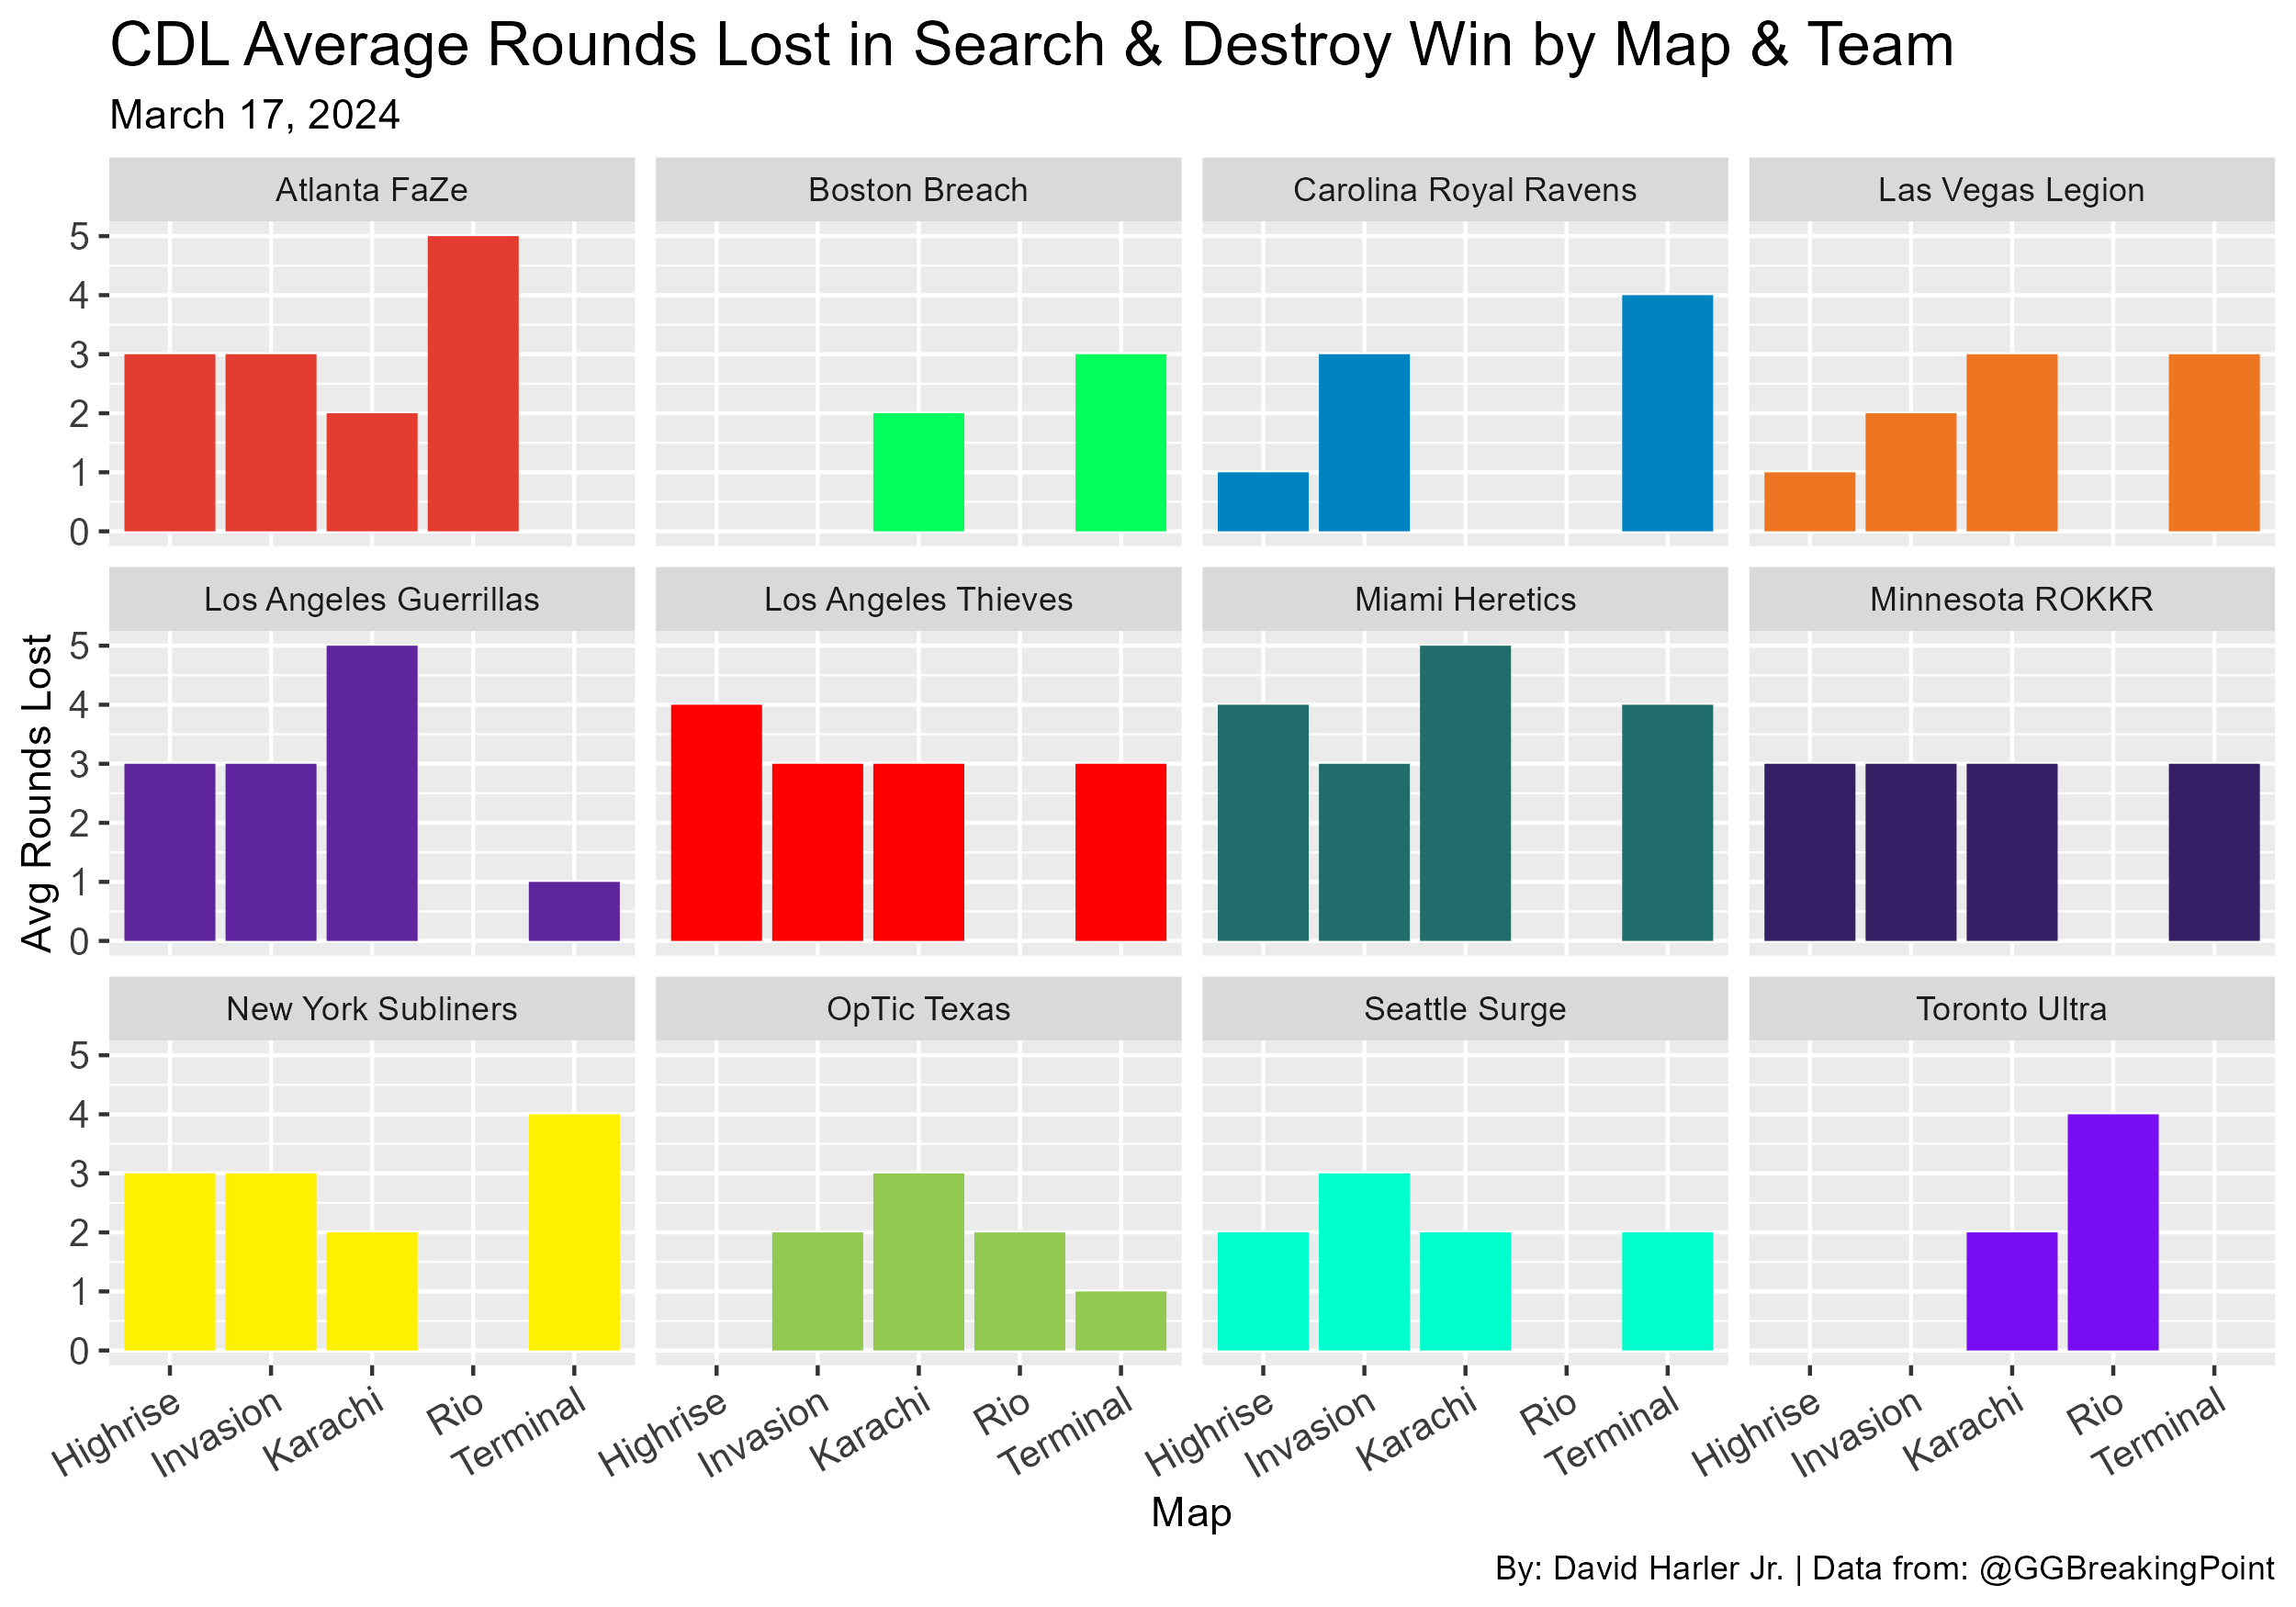 CDL Average Rounds Lost in Search & Destroy Win by Map & Team
March 17, 2024
Atlanta FaZe
Boston Breach
Carolina Royal Ravens
Las Vegas Legion
5
4
3
2
1
0
Los Angeles Guerrillas
Los Angeles Thieves
Miami Heretics
Minnesota ROKKR
Avg Rounds Lost
5
4
3
2
1
0
New York Subliners
OpTic Texas
Seattle Surge
Toronto Ultra
5
4
3
2
1
0
Highrise
Invasion
Karachi
Rio
Terminal
Highrise
Invasion
Karachi
Rio
Terminal
Highrise
Invasion
Karachi
Rio
Terminal
Highrise
Invasion
Karachi
Rio
Terminal
Map
By: David Harler Jr. | Data from: @GGBreakingPoint